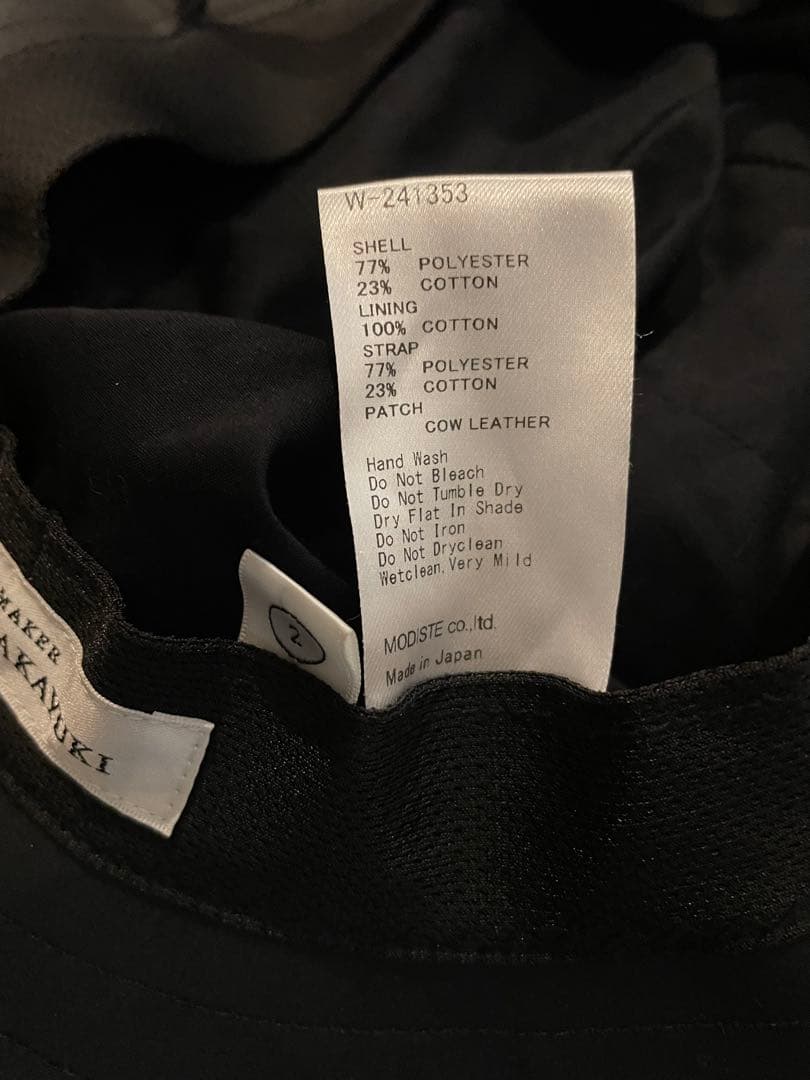 W-241353
SHELL
77% POLYESTER
23% COTTON
LINING
100% COTTON
STRAP
77% POLYESTER
23% COTTON
PATCH
COW LEATHER
Hand Wash
Do Not Bleach
Do Not Tumble Dry
Dry Flat In Shade
Do Not Iron
Do Not Dryclean
Wetclean.Very Mild
MODISTE co.,ltd.
Made in Japan
2
MAKER
AKAYUKI